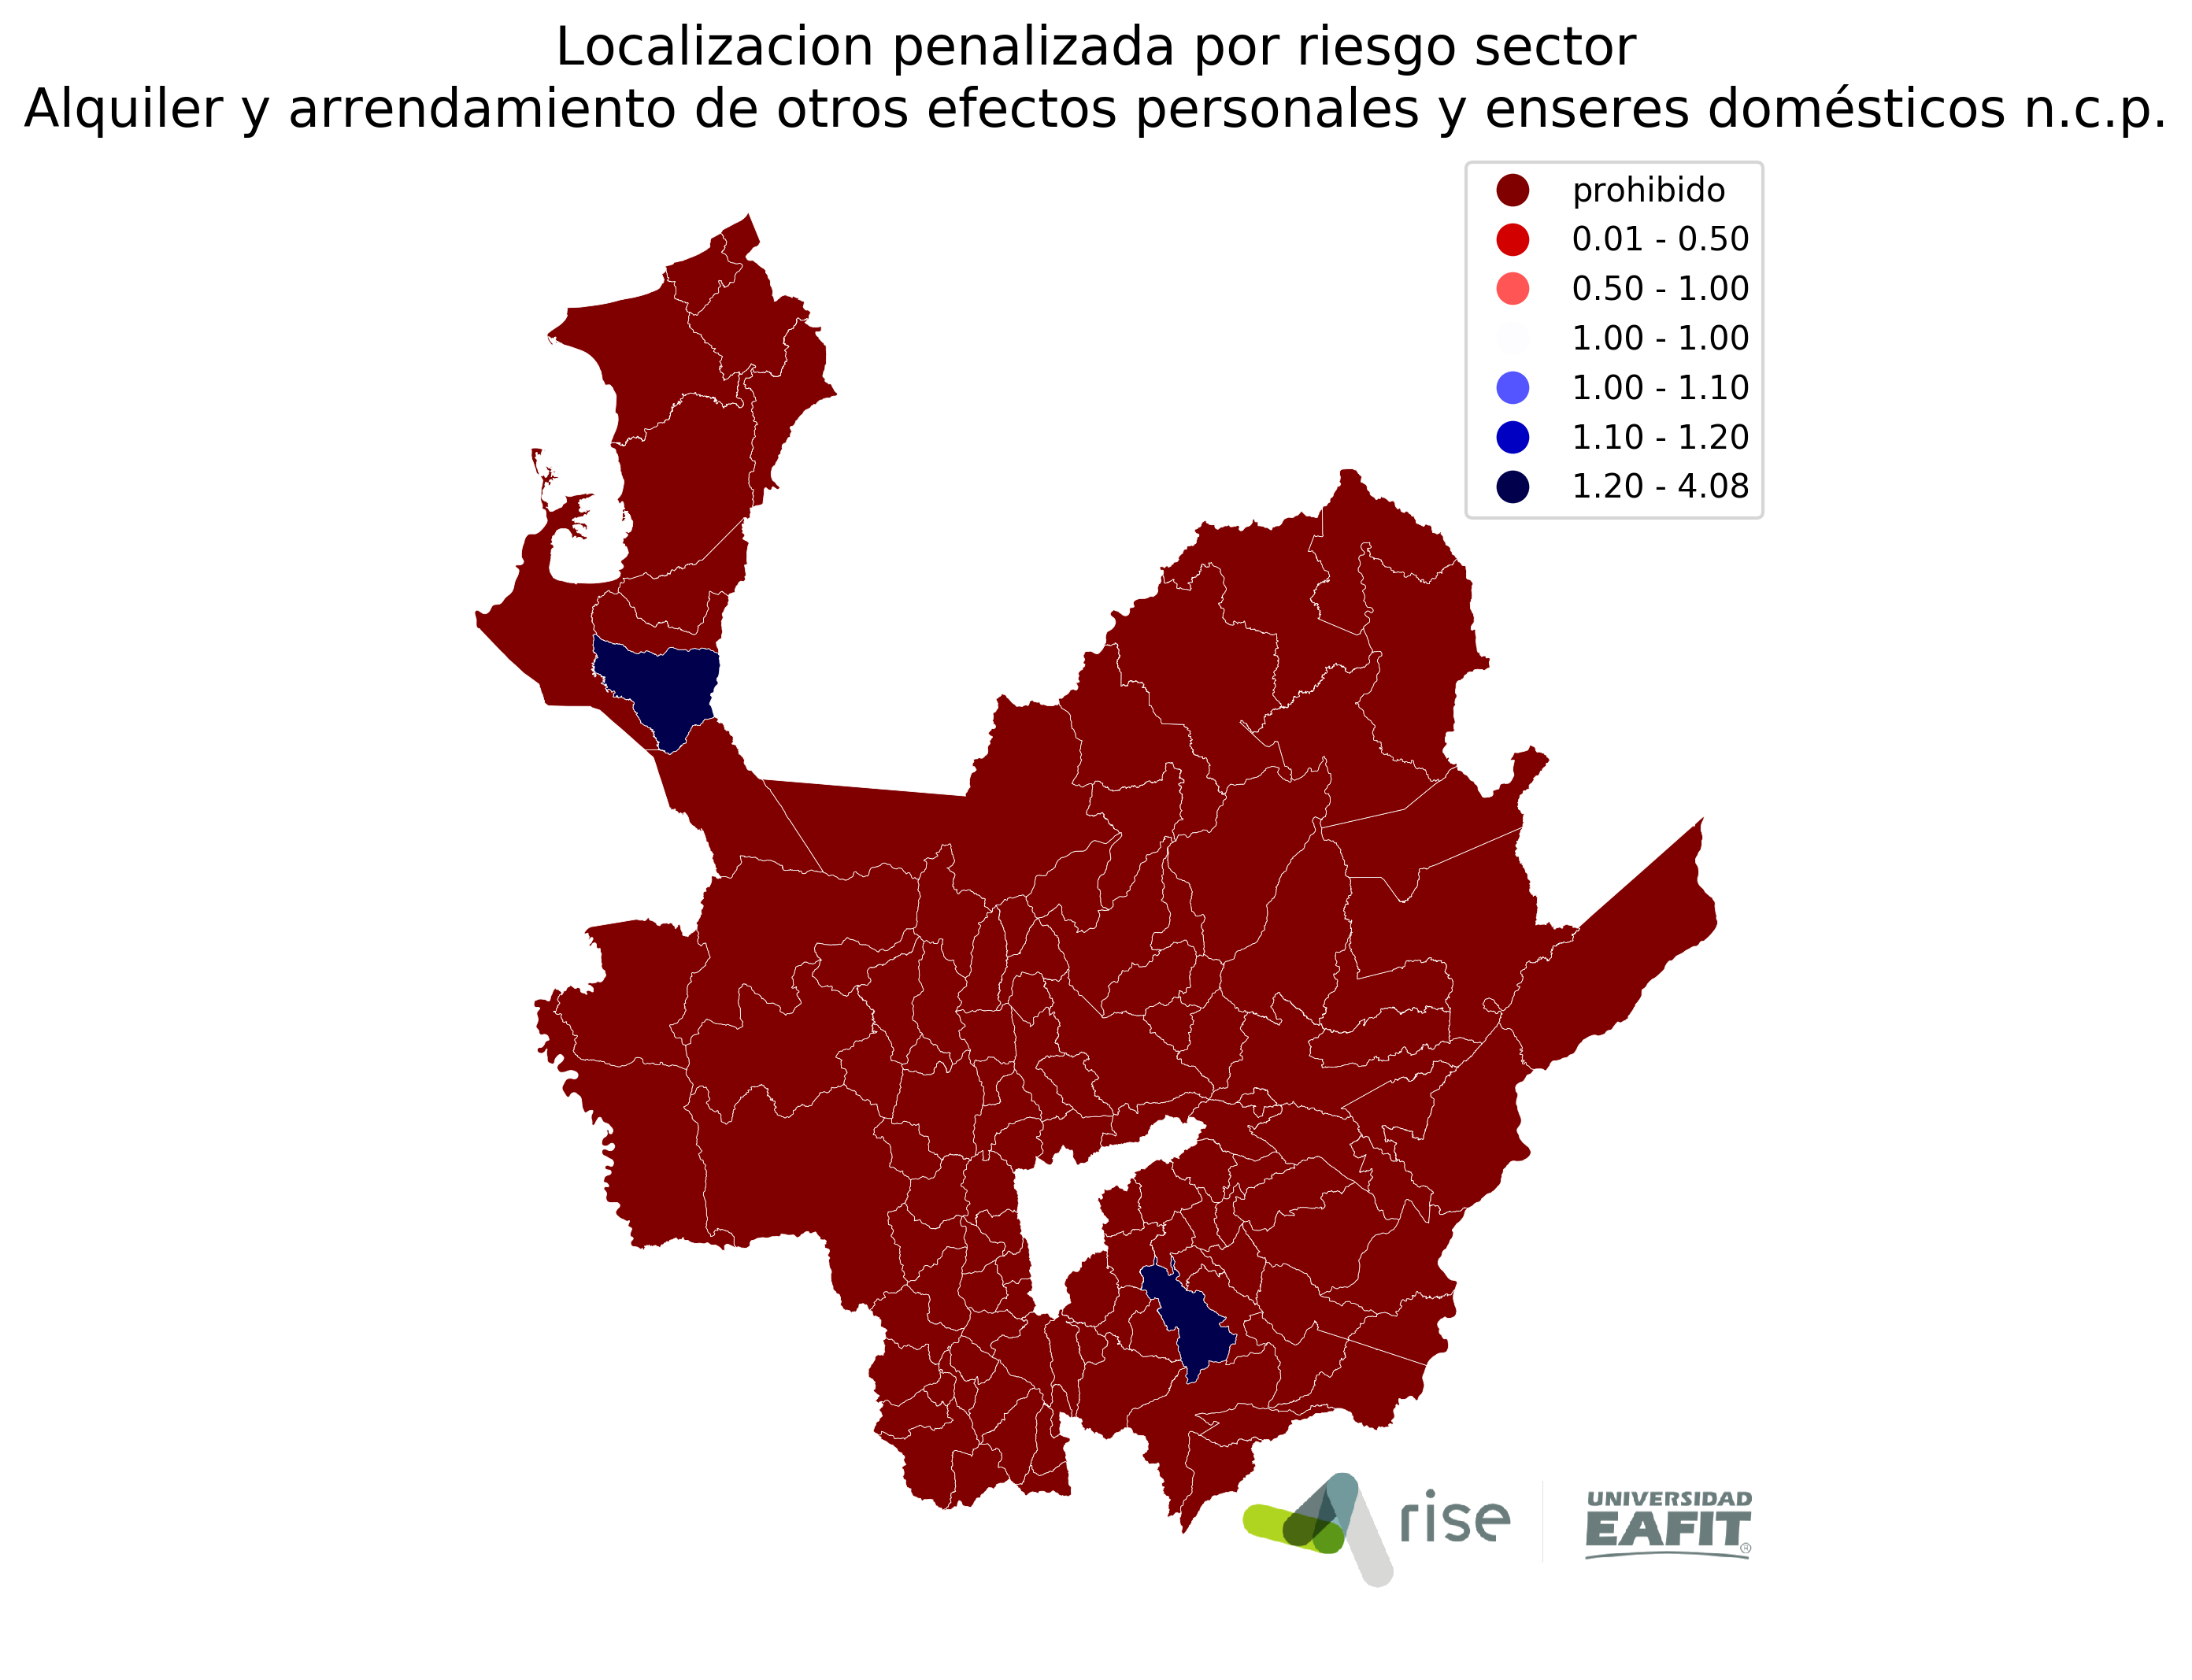 Localizacion penalizada por riesgo sector
Alquiler y arrendamiento de otros efectos personales y enseres domésticos n.c.p.
prohibido
0.01 - 0.50
0.50 - 1.00
1.00 - 1.00
1.00 - 1.10
1.10 - 1.20
1.20 - 4.08
rise
UNIVERSIDAD
EAFIT